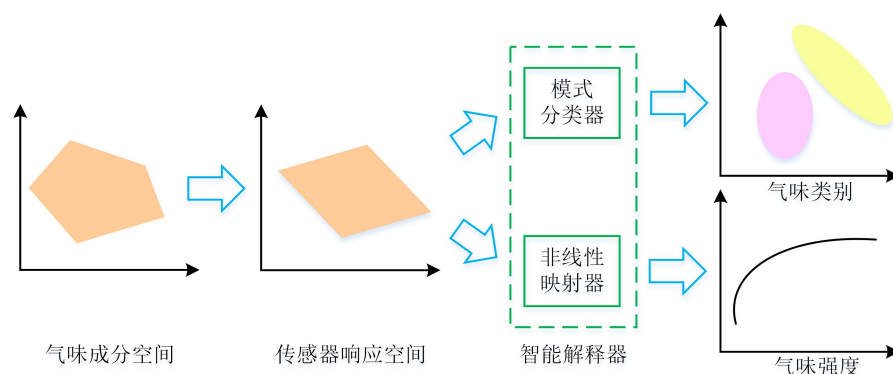 模式
分类器
气味类别
非线性
映射器
气味成分空间
传感器响应空间
智能解释器
气味强度